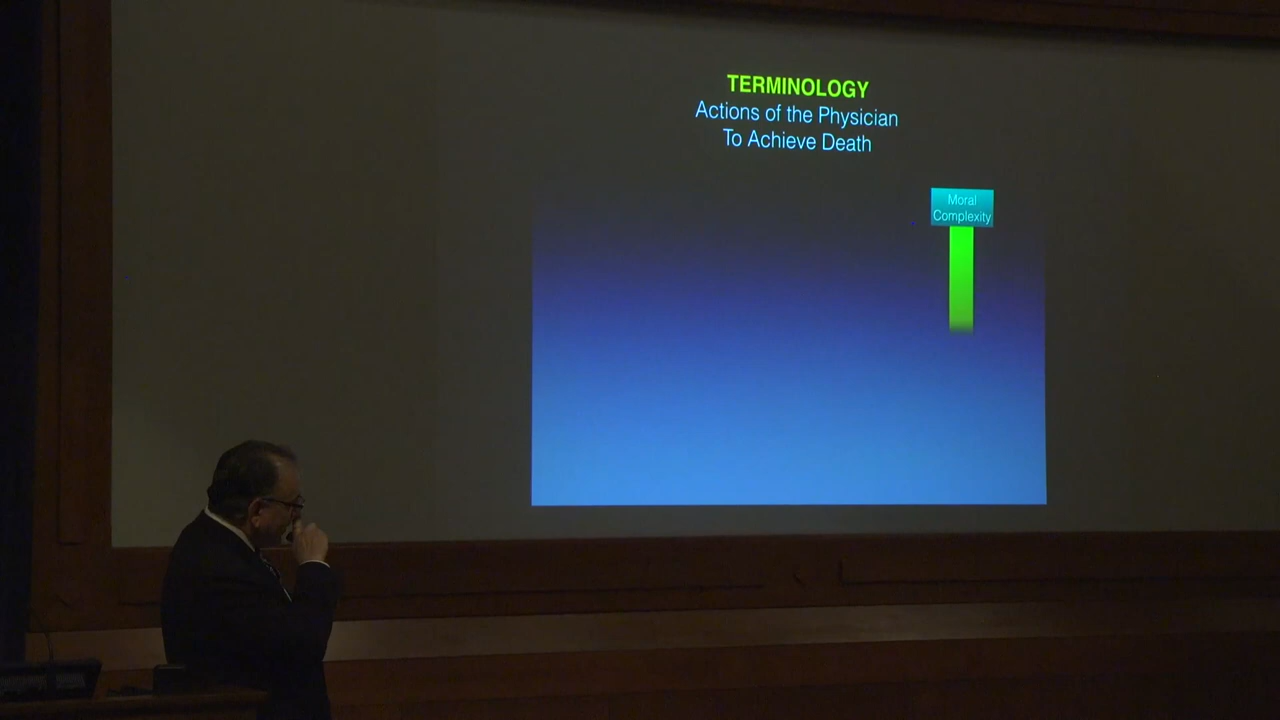 TERMINOLOGY
Actions of the Physician
To Achieve Death
Moral
Complexity